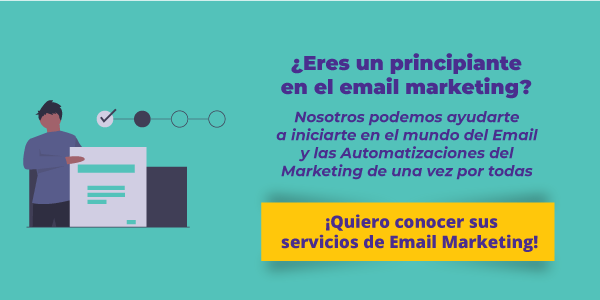 ¿Eres un principiante
en el email marketing?
Nosotros podemos ayudarte
a iniciarte en el mundo del Email
y las Automatizaciones del
Marketing de una vez por todas
¡Quiero conocer sus
servicios de Email Marketing!